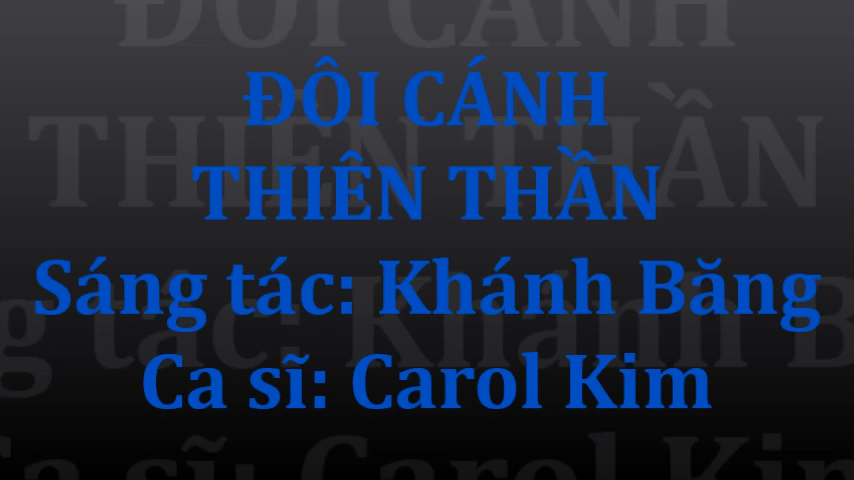 ĐÔI CÁNH
THIÊN THẦN
Sáng tác: Khánh Băng
Ca sĩ: Carol Kim